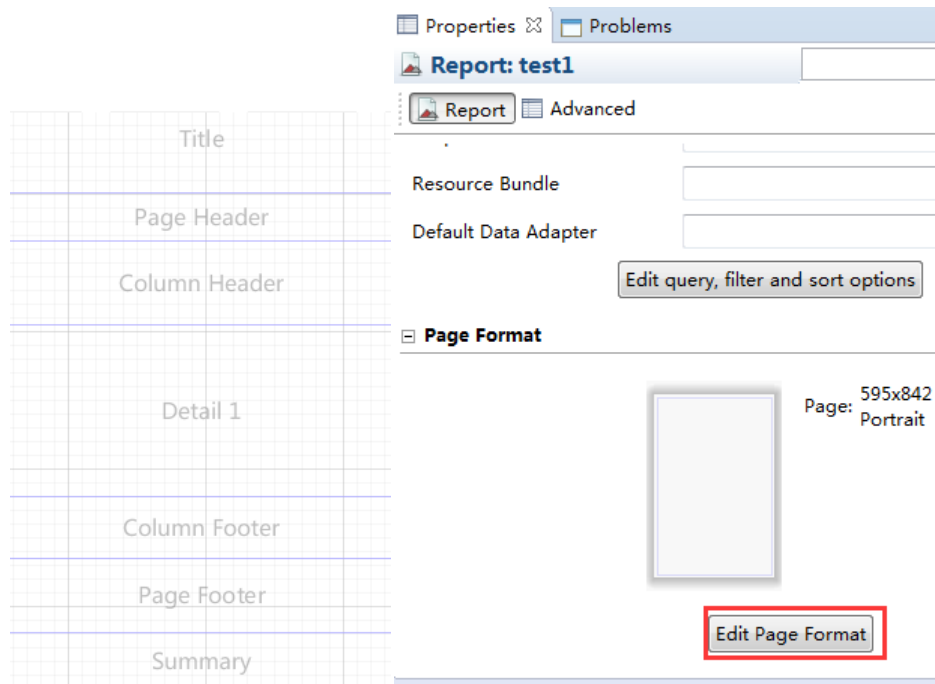 Title
Page Header
Column Header
Detail 1
Column Footer
Page Footer
Summary
Properties
Problems
Report: test1
Report
Advanced
Resource Bundle
Default Data Adapter
Edit query, filter and sort options
Page Format
Page:
595x842
Portrait
Edit Page Format